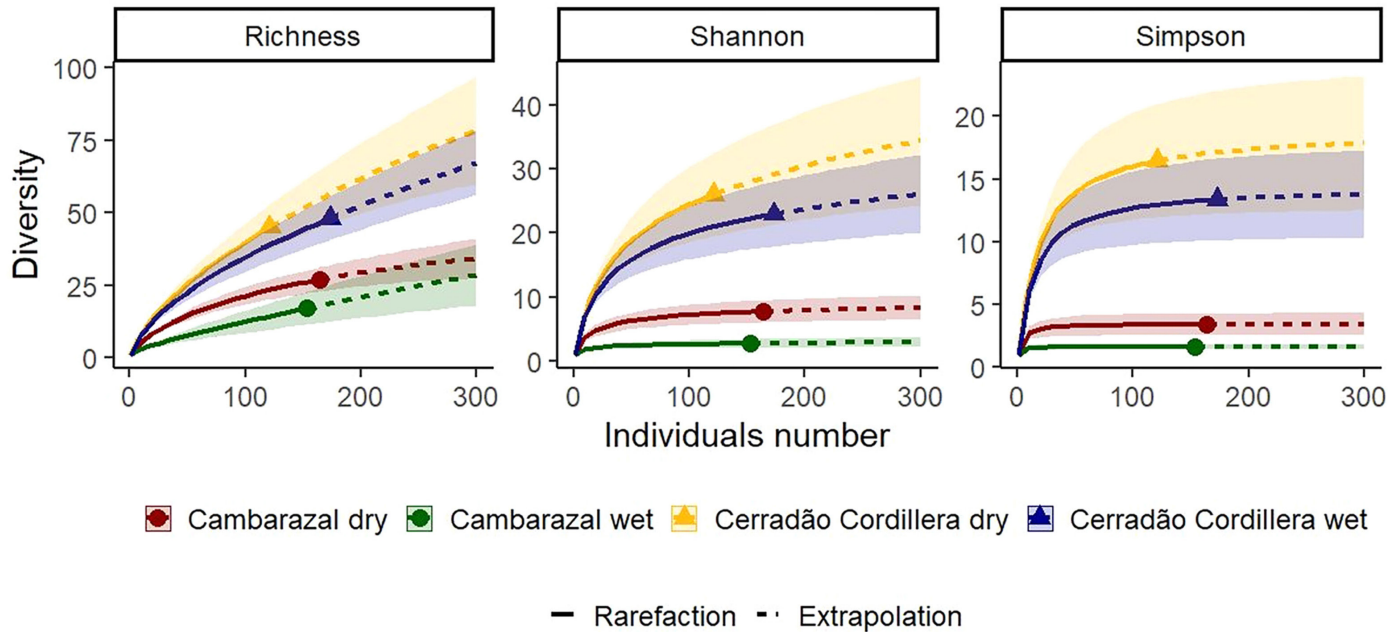 Richness
Shannon
Simpson
Diversity
100
75
50
25
0
0 100 200 300
40
30
20
10
0
0 100 200 300
20
15
10
5
0
0 100 200 300
Individuals number
Cambarazal dry Cambarazal wet Cerradão Cordillera dry Cerradão Cordillera wet
Rarefaction Extrapolation